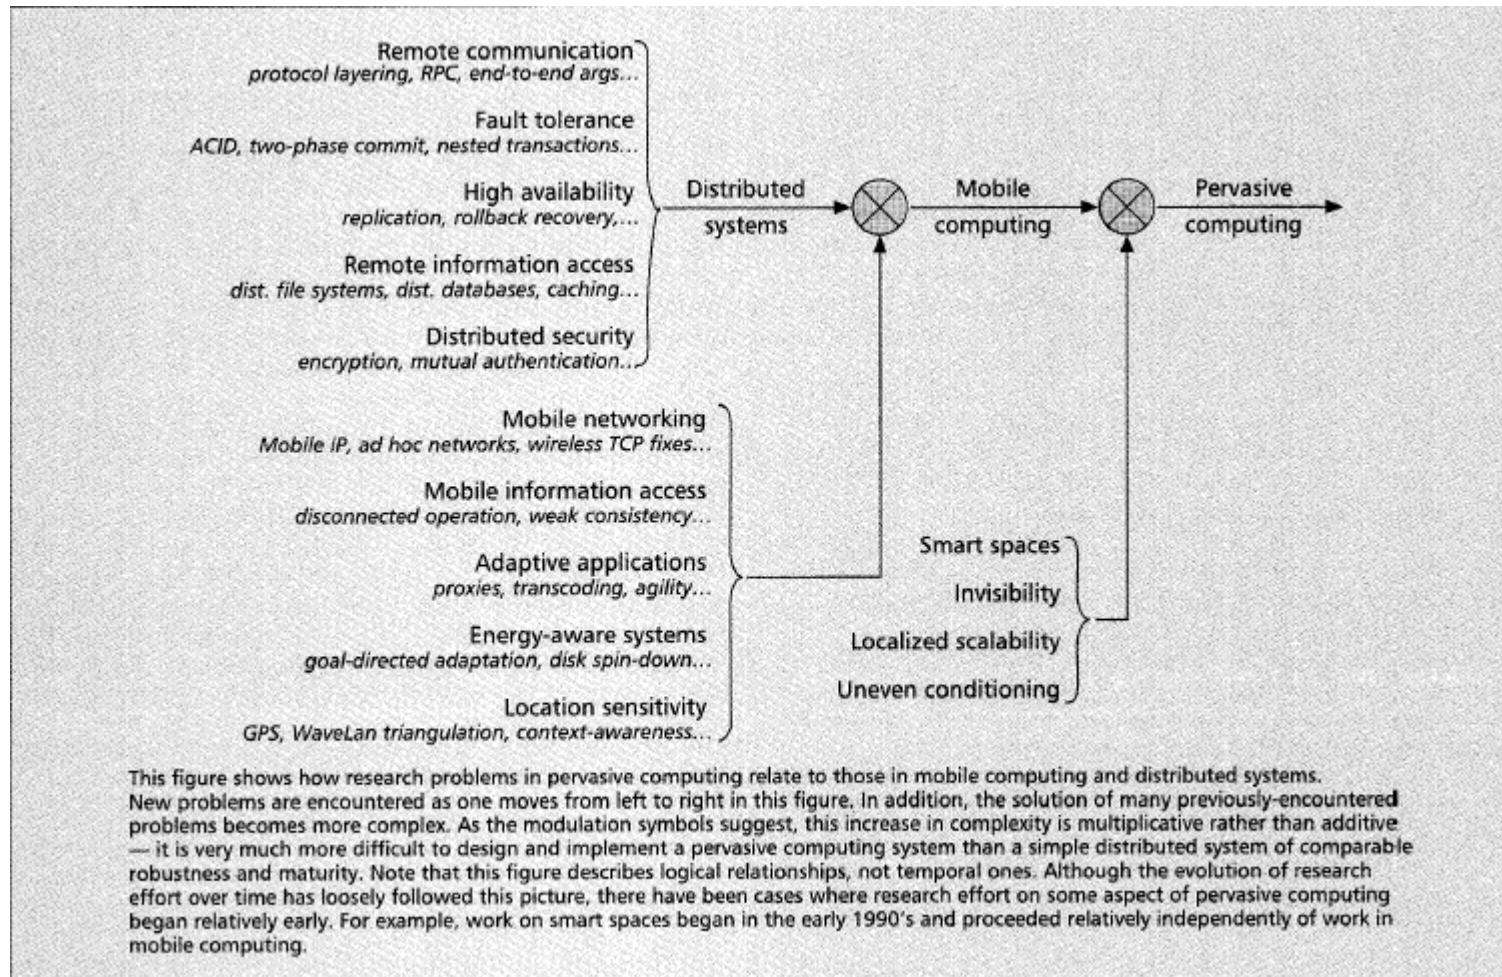 Remote communication
protocol layering, RPC, end-to-end args...
Fault tolerance
ACID, two-phase commit, nested transactions...
High availability
replication, rollback recovery,...
Remote information access
dist. file systems, dist. databases, caching...
Distributed security
encryption, mutual authentication...
Distributed
systems
Mobile
computing
Pervasive
computing
Mobile networking
Mobile IP, ad hoc networks, wireless TCP fixes...
Mobile information access
disconnected operation, weak consistency...
Adaptive applications
proxies, transcoding, agility...
Energy-aware systems
goal-directed adaptation, disk spin-down...
Location sensitivity
GPS, WaveLan triangulation, context-awareness...
Smart spaces
Invisibility
Localized scalability
Uneven conditioning
This figure shows how research problems in pervasive computing relate to those in mobile computing and distributed systems.
New problems are encountered as one moves from left to right in this figure. In addition, the solution of many previously-encountered
problems becomes more complex. As the modulation symbols suggest, this increase in complexity is multiplicative rather than additive
— it is very much more difficult to design and implement a pervasive computing system than a simple distributed system of comparable
robustness and maturity. Note that this figure describes logical relationships, not temporal ones. Although the evolution of research
effort over time has loosely followed this picture, there have been cases where research effort on some aspect of pervasive computing
began relatively early. For example, work on smart spaces began in the early 1990's and proceeded relatively independently of work in
mobile computing.